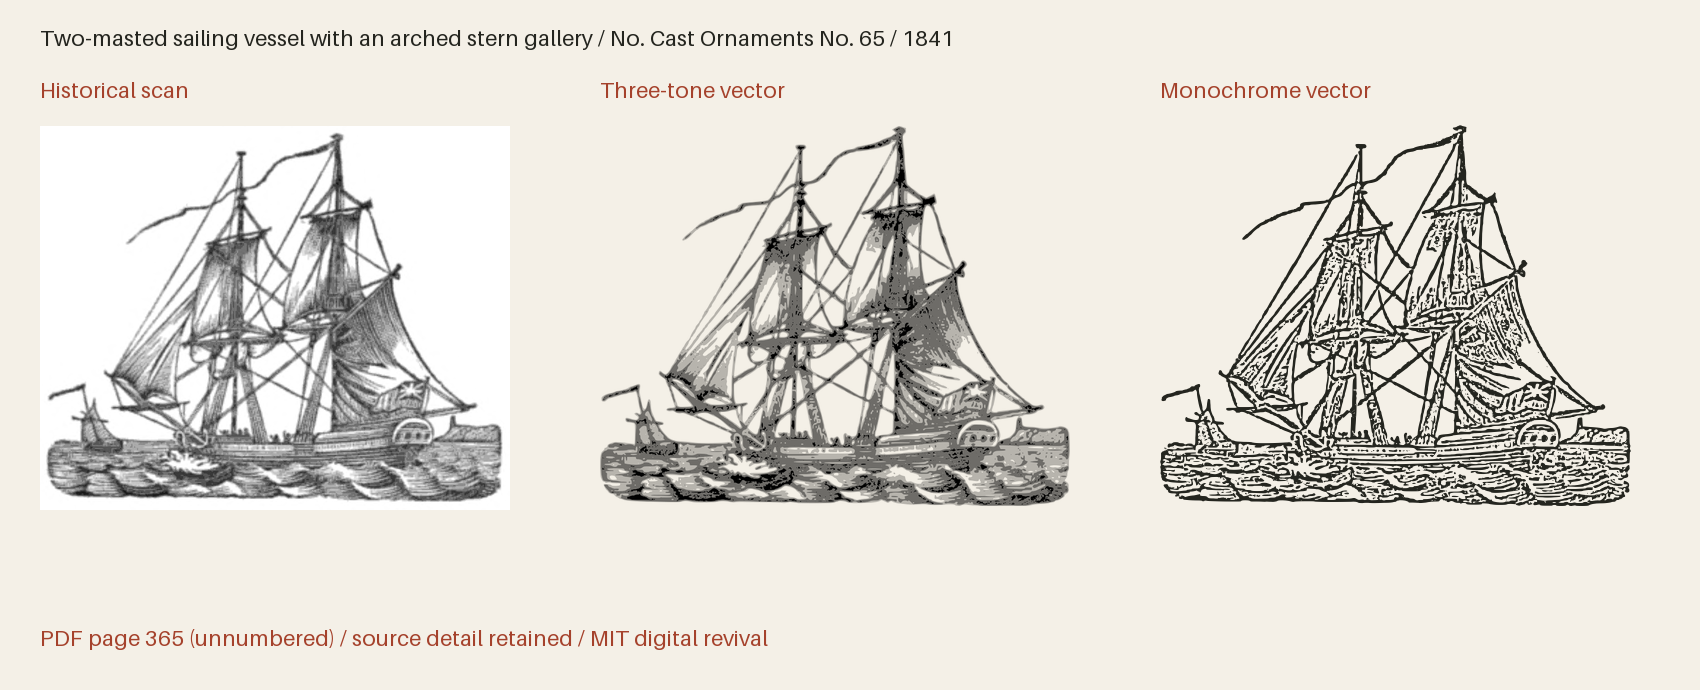 Two-masted sailing vessel with an arched stern gallery / No. Cast Ornaments No. 65 / 1841
Historical scan
Three-tone vector
Monochrome vector
PDF page 365 (unnumbered) / source detail retained / MIT digital revival